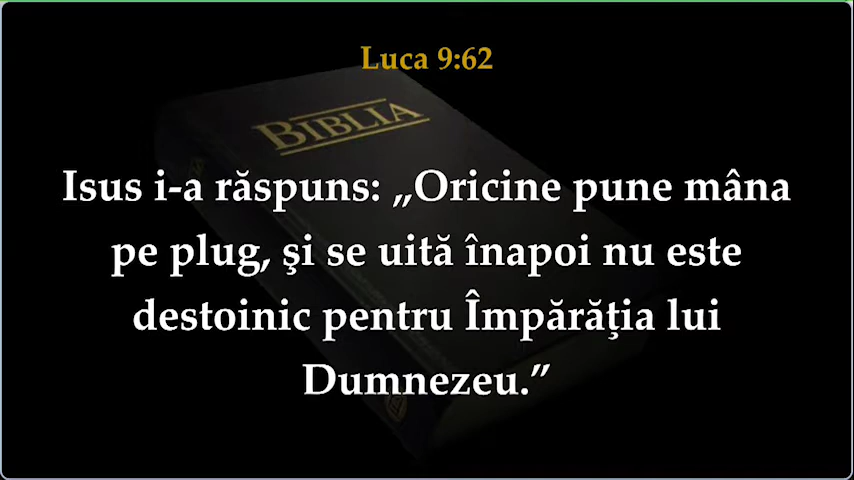 Luca 9:62
BIBLIA
Isus i-a răspuns: „Oricine pune mâna
pe plug, şi se uită înapoi nu este
destoinic pentru Împărăţia lui
Dumnezeu.”